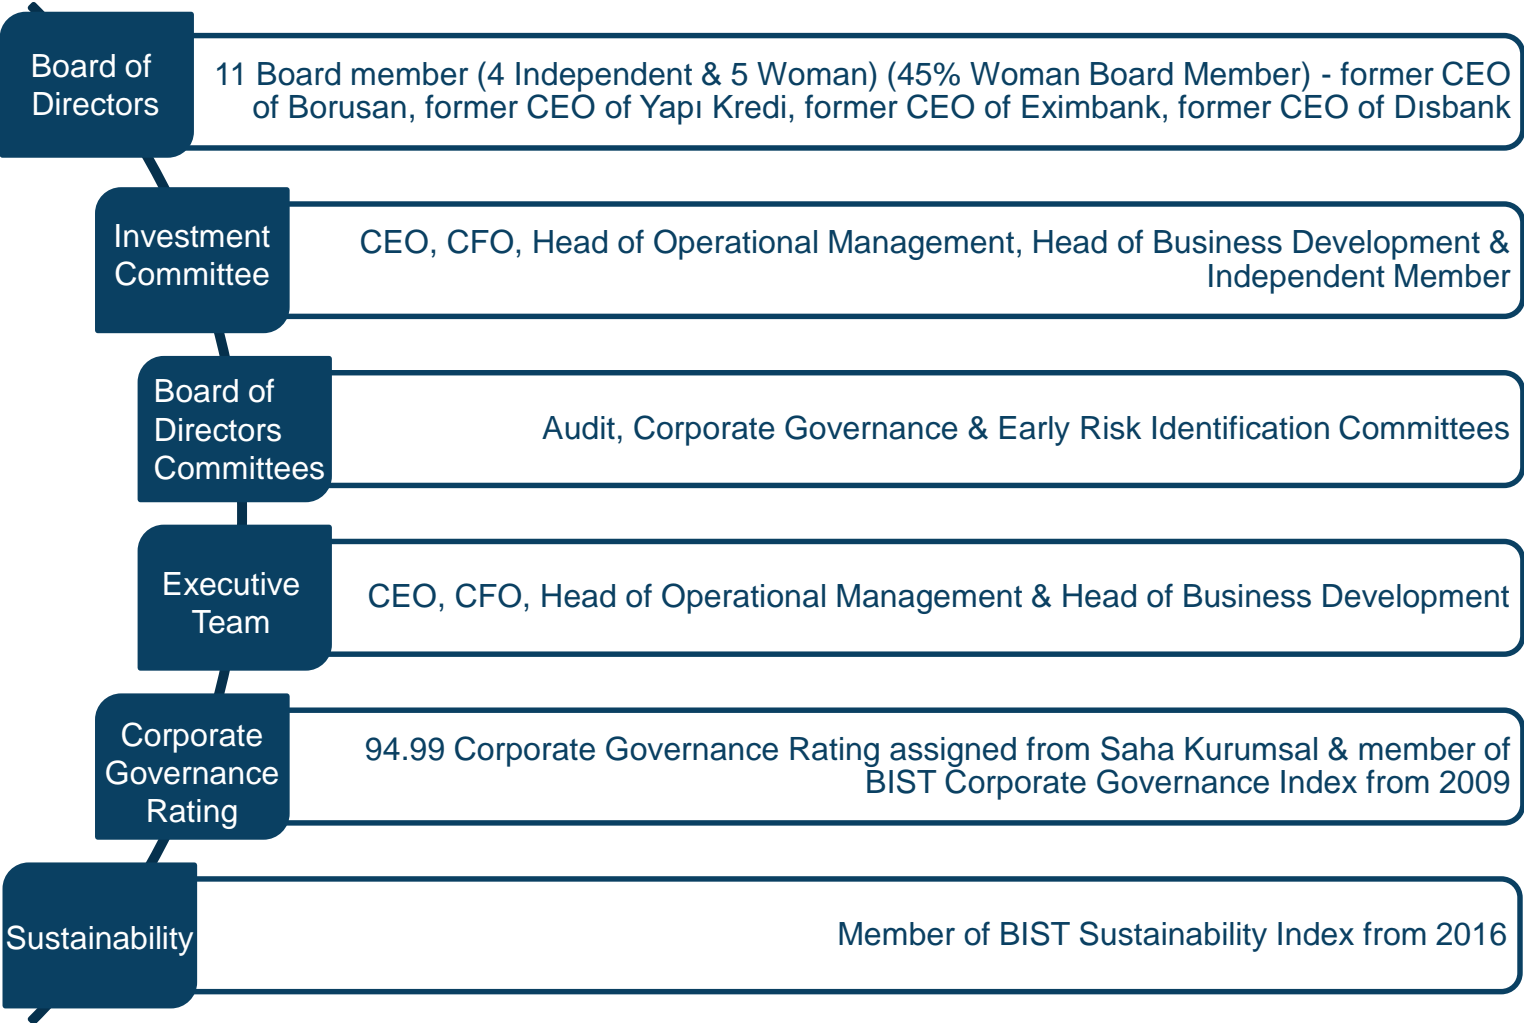 Board of
Directors
11 Board member (4 Independent & 5 Woman) (45% Woman Board Member) - former CEO
of Borusan, former CEO of Yapı Kredi, former CEO of Eximbank, former CEO of Dısbank
Investment
Committee
CEO, CFO, Head of Operational Management, Head of Business Development &
Independent Member
Board of
Directors
Committees
Audit, Corporate Governance & Early Risk Identification Committees
Executive
Team
CEO, CFO, Head of Operational Management & Head of Business Development
Corporate
Governance
Rating
94.99 Corporate Governance Rating assigned from Saha Kurumsal & member of
BIST Corporate Governance Index from 2009
Sustainability
Member of BIST Sustainability Index from 2016